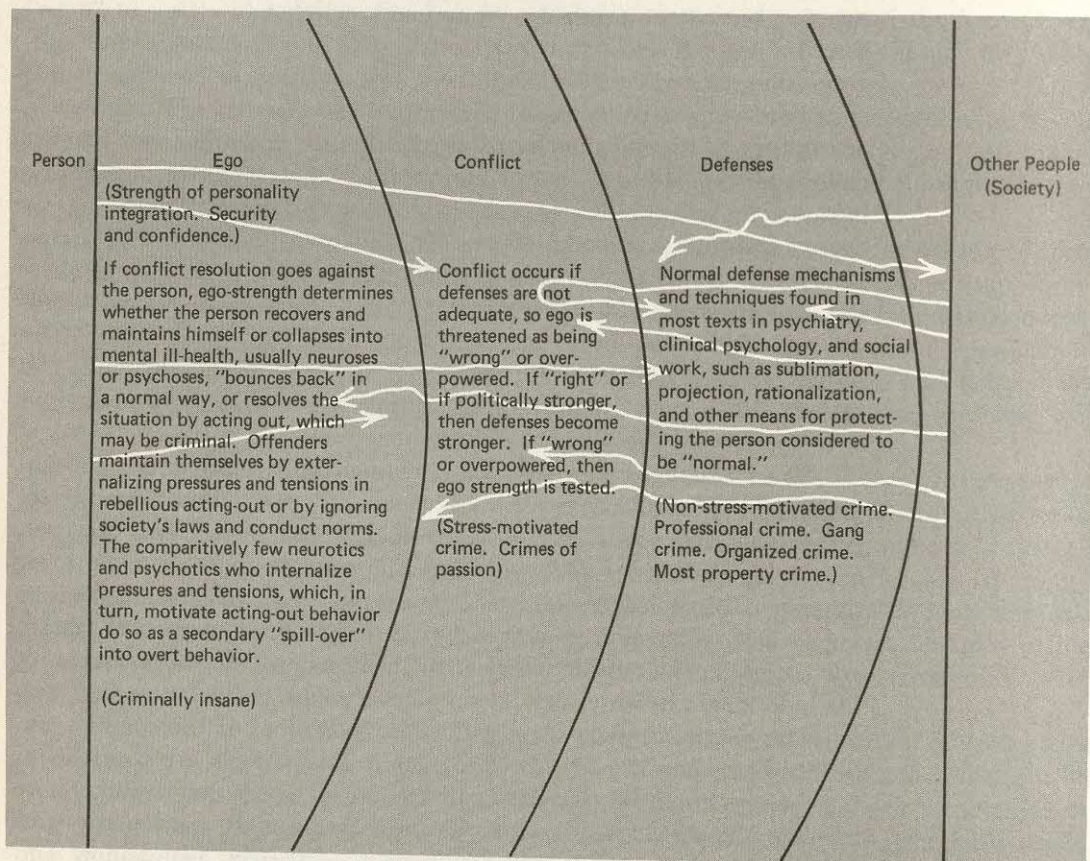 Person
Ego
(Strength of personality
integration. Security
and confidence.)
If conflict resolution goes against
the person, ego-strength determines
whether the person recovers and
maintains himself or collapses into
mental ill-health, usually neuroses
or psychoses, "bounces back" in
a normal way, or resolves the
situation by acting out, which
may be criminal. Offenders
maintain themselves by exter-
nalizing pressures and tensions in
rebellious acting-out or by ignoring
society's laws and conduct norms.
The comparitively few neurotics
and psychotics who internalize
pressures and tensions, which, in
turn, motivate acting-out behavior
do so as a secondary "spill-over"
into overt behavior.
(Criminally insane)
Conflict
Conflict occurs if
defenses are not
adequate, so ego is
threatened as being
"wrong" or over-
powered. If "right" or
if politically stronger,
then defenses become
stronger. If "wrong"
or overpowered, then
ego strength is tested.
(Stress-motivated
crime. Crimes of
passion)
Defenses
Normal defense mechanisms
and techniques found in
most texts in psychiatry,
clinical psychology, and social
work, such as sublimation,
projection, rationalization,
and other means for protect-
ing the person considered to
be "normal."
(Non-stress-motivated crime.
Professional crime. Gang
crime. Organized crime.
Most property crime.)
Other People
(Society)